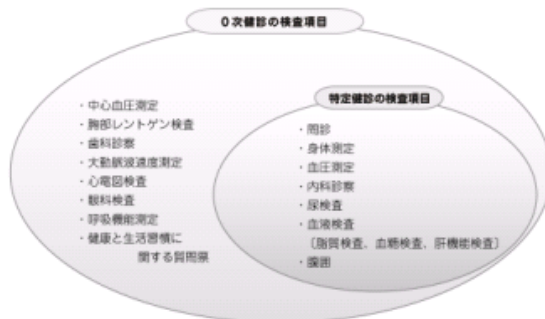 0次健診の検査項目
・中心血圧測定
・胸部レントゲン検査
・歯科診察
・大動脈波速度測定
・心電図検査
・眼科検査
・呼吸機能測定
・健康と生活習慣に
関する質問票
特定健診の検査項目
・問診
・身体測定
・血圧測定
・内科診察
・尿検査
・血液検査
〔脂質検査、血糖検査、肝機能検査〕
・腹囲